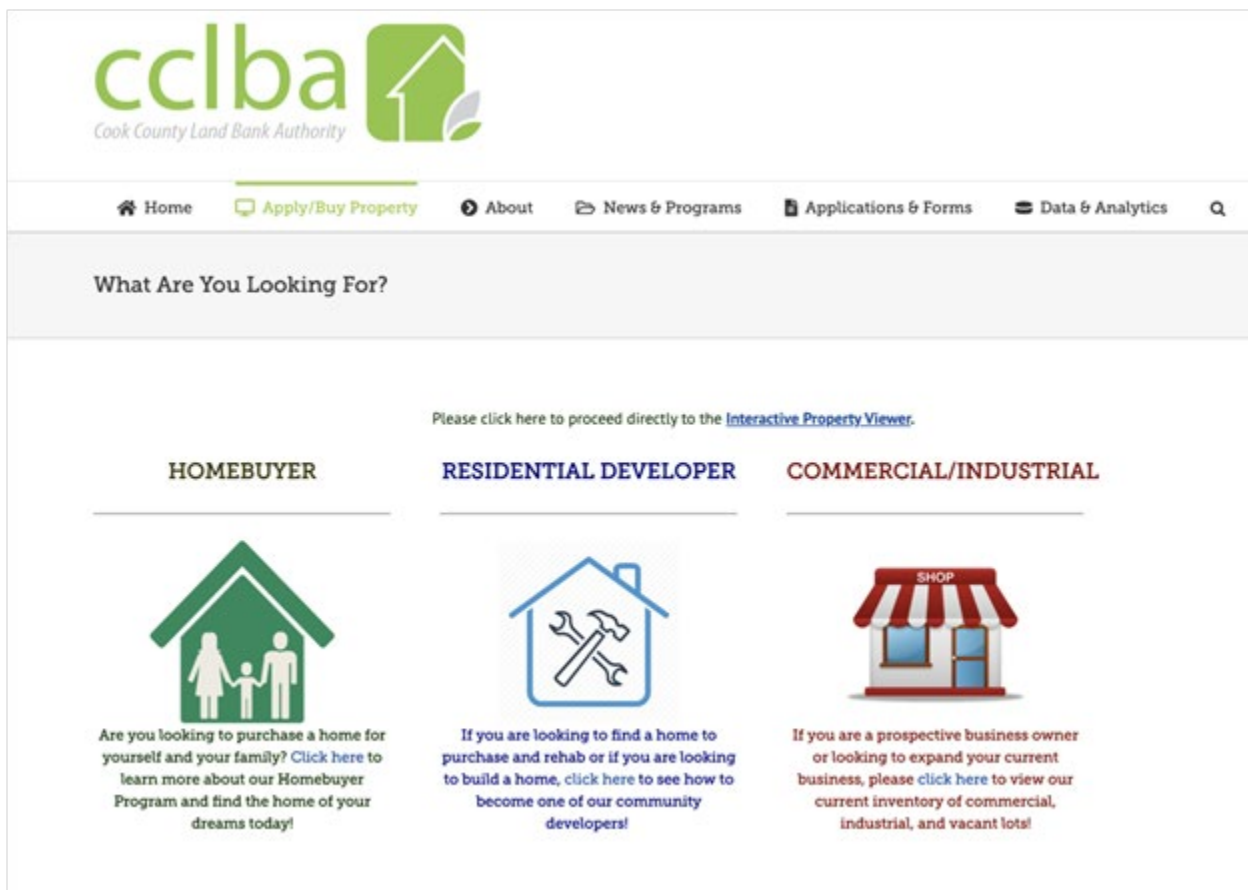 cclba
Cook County Land Bank Authority
Home
Apply/Buy Property
About
News & Programs
Applications & Forms
Data & Analytics
What Are You Looking For?
Please click here to proceed directly to the Interactive Property Viewer.
HOMEBUYER
Are you looking to purchase a home for
yourself and your family? Click here to
learn more about our Homebuyer
Program and find the home of your
dreams today!
RESIDENTIAL DEVELOPER
If you are looking to find a home to
purchase and rehab or if you are looking
to build a home, click here to see how to
become one of our community
developers!
COMMERCIAL/INDUSTRIAL
SHOP
If you are a prospective business owner
or looking to expand your current
business, please click here to view our
current inventory of commercial,
industrial, and vacant lots!